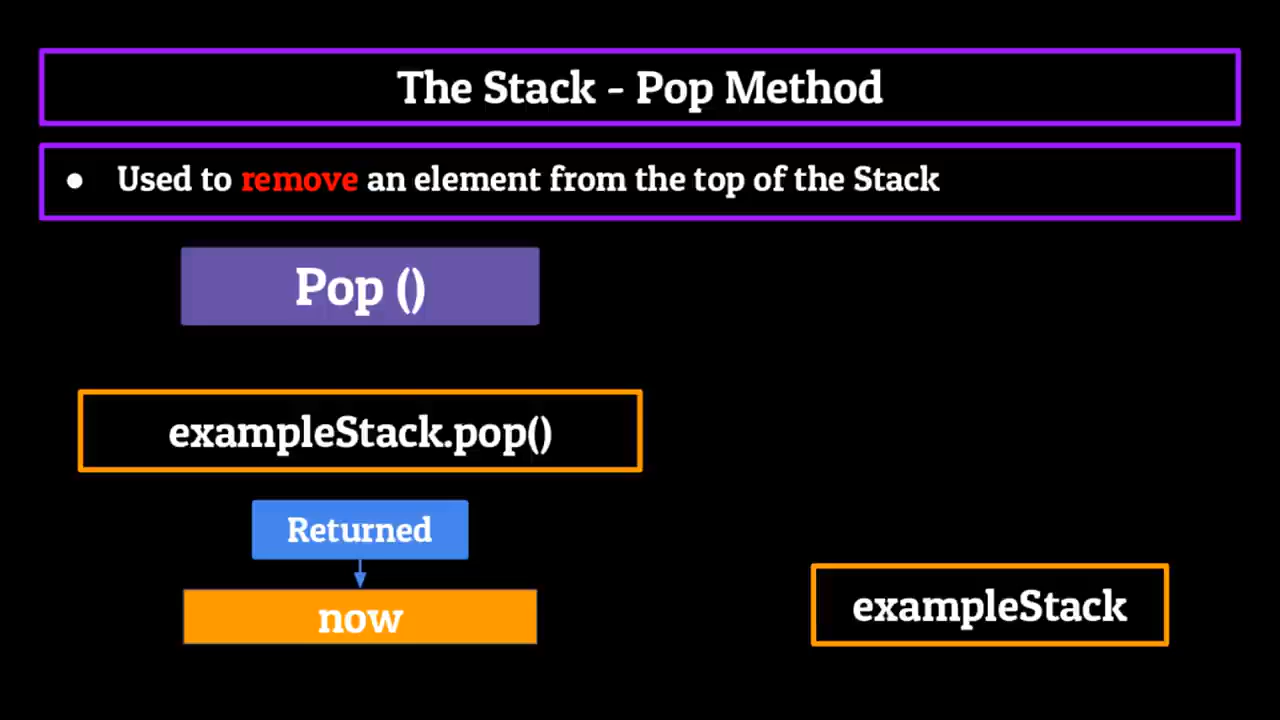 The Stack - Pop Method
● Used to remove an element from the top of the Stack
Pop ()
exampleStack.pop()
Returned
now
exampleStack